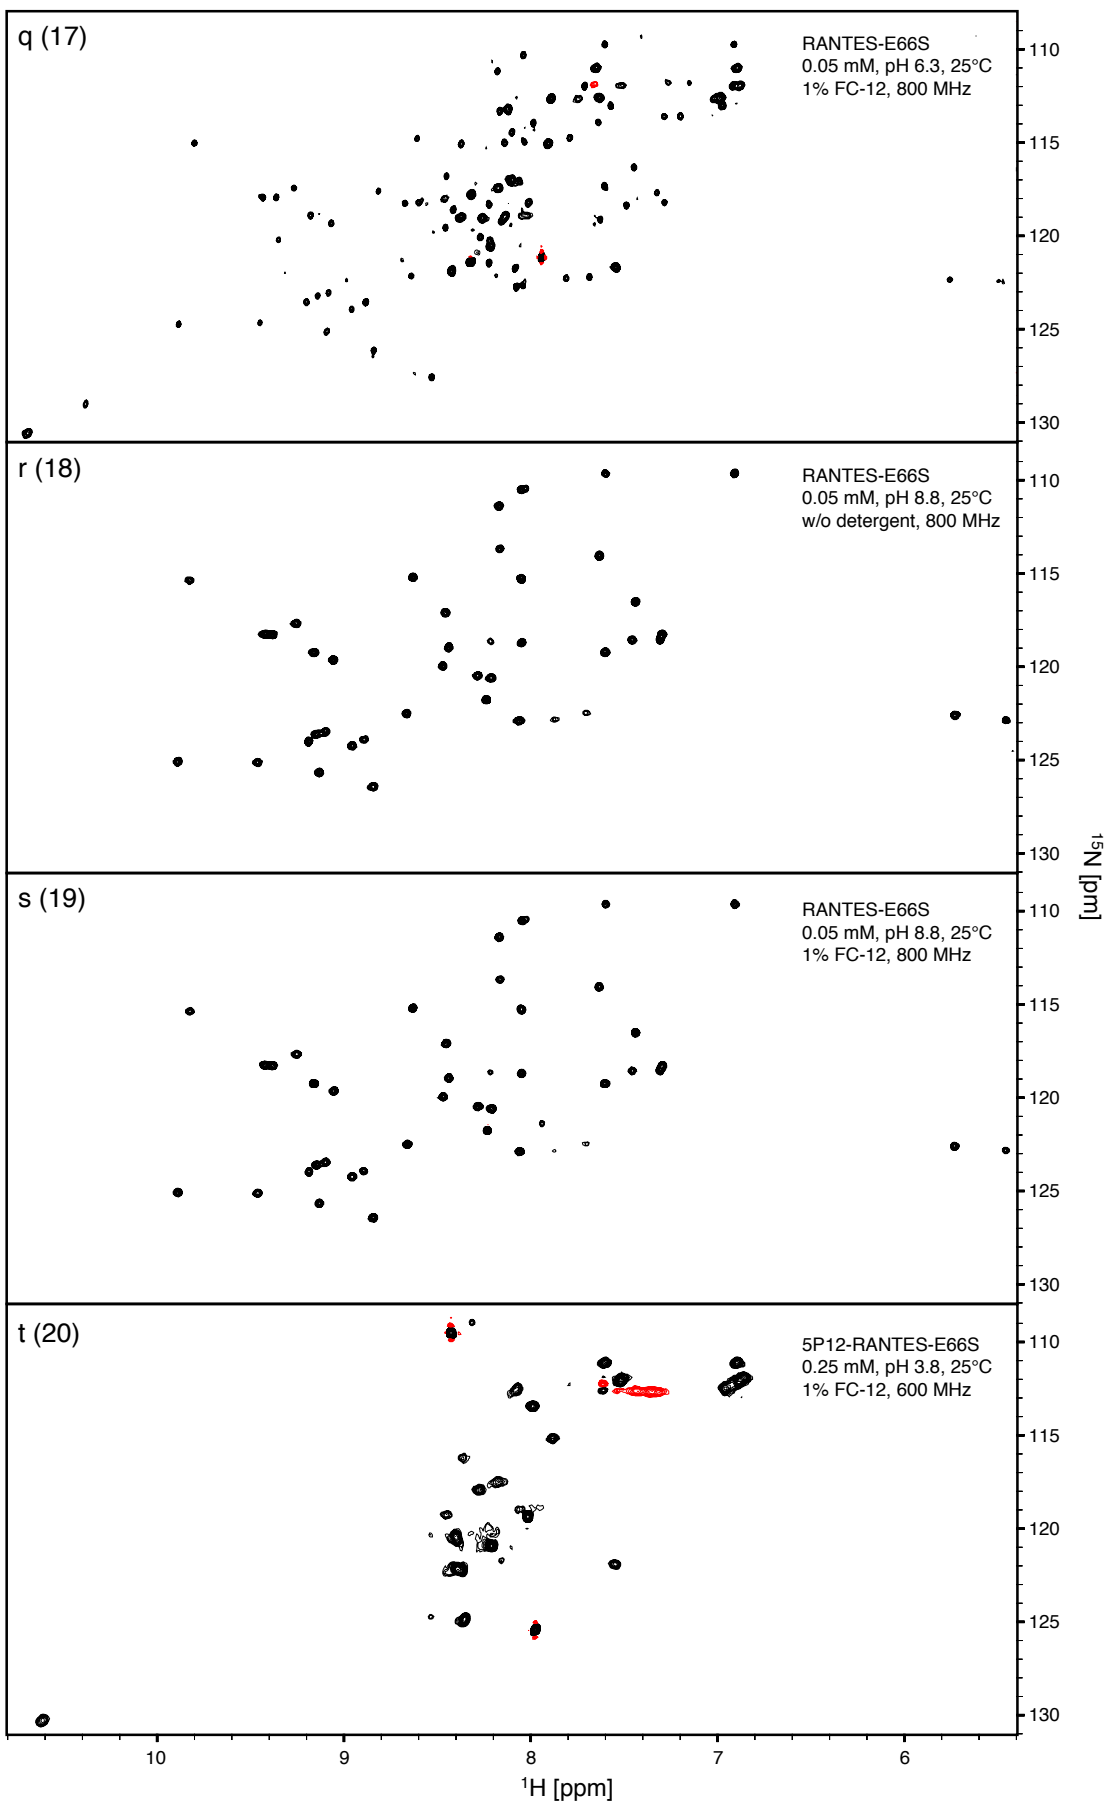 q (17)
RANTES-E66S
0.05 mM, pH 6.3, 25°C
1% FC-12, 800 MHz
110
115
120
125
130
r (18)
RANTES-E66S
0.05 mM, pH 8.8, 25°C
w/o detergent, 800 MHz
110
115
120
125
130
¹⁵N [pm]
s (19)
RANTES-E66S
0.05 mM, pH 8.8, 25°C
1% FC-12, 800 MHz
110
115
120
125
130
t (20)
5P12-RANTES-E66S
0.25 mM, pH 3.8, 25°C
1% FC-12, 600 MHz
110
115
120
125
130
10 9 8 7 6
¹H [ppm]